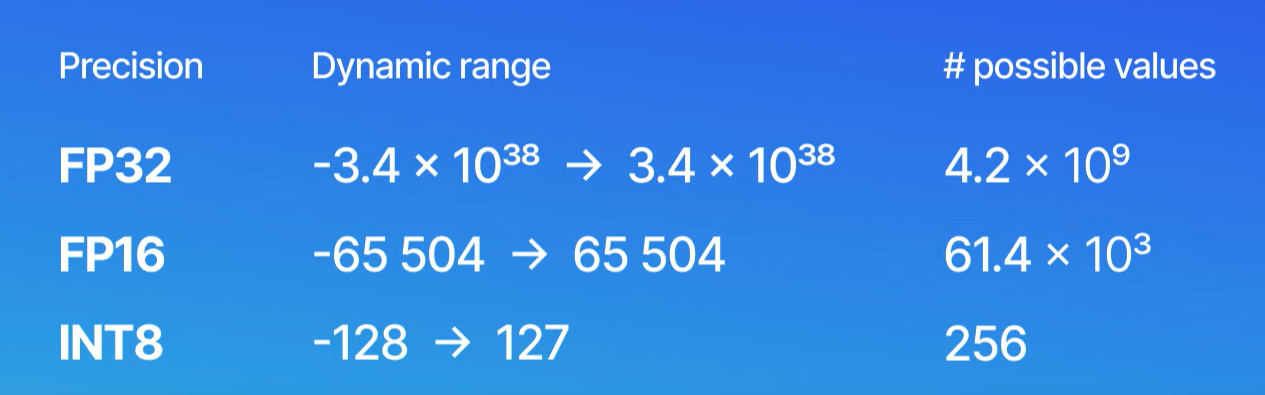 Precision Dynamic range # possible values
FP32 -3.4 × 10³⁸ → 3.4 × 10³⁸ 4.2 × 10⁹
FP16 -65 504 → 65 504 61.4 × 10³
INT8 -128 → 127 256